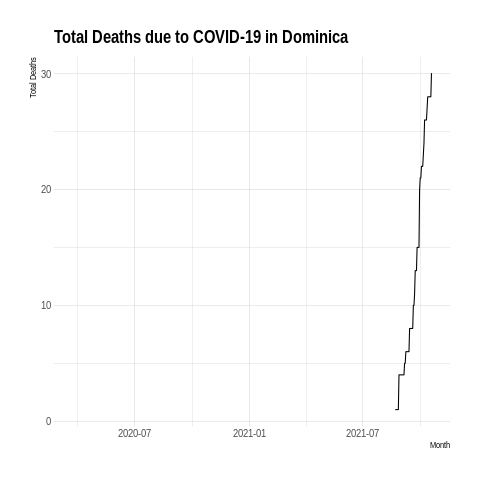 Total Deaths due to COVID-19 in Dominica
Total Deaths
30
20
10
0
2020-07
2021-01
2021-07
Month